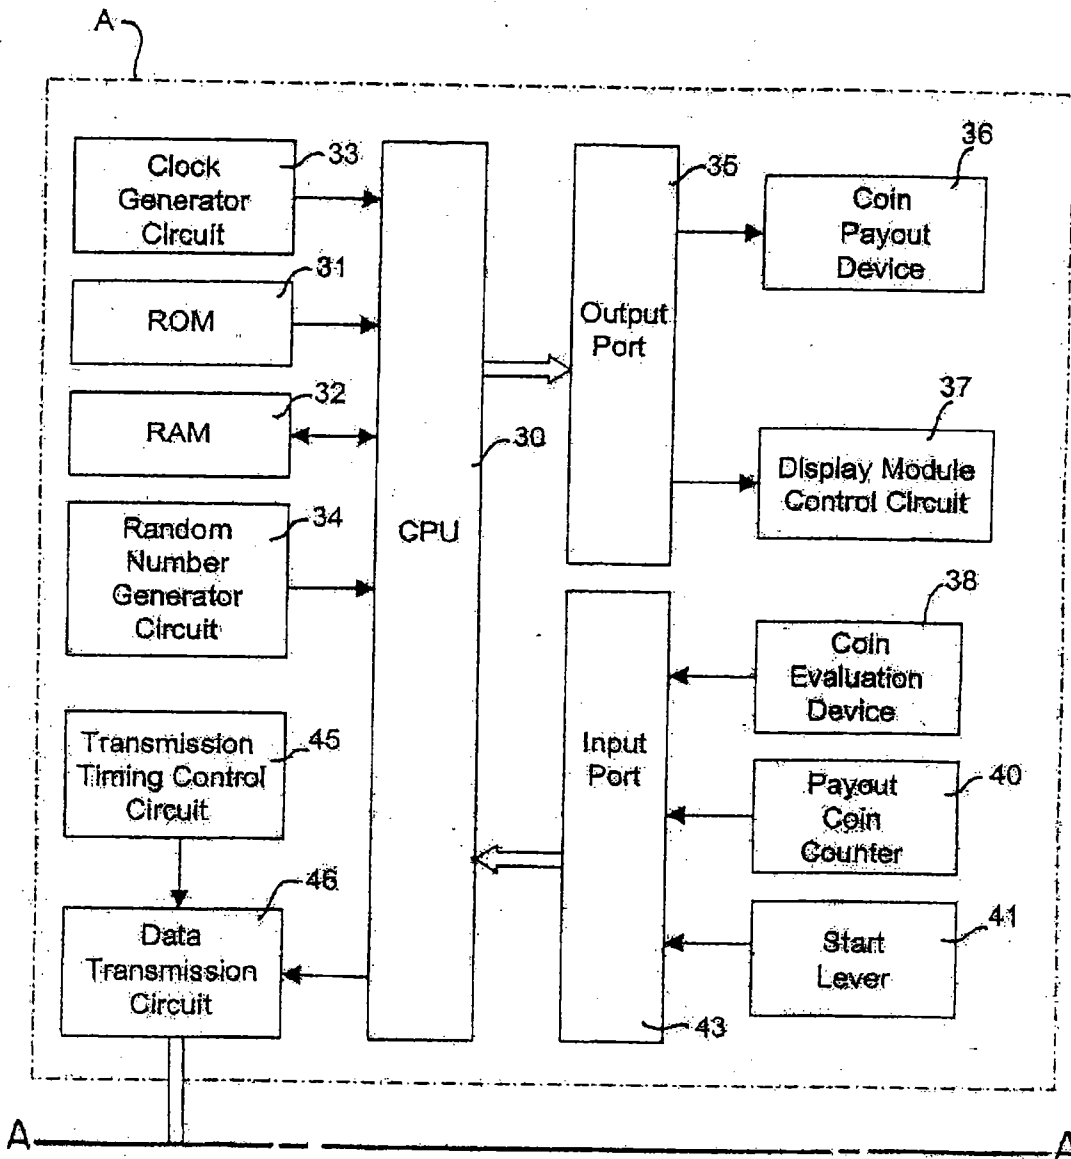 A
Clock
Generator
Circuit
33
ROM
31
RAM
32
Random
Number
Generator
Circuit
34
Transmission
Timing Control
Circuit
45
Data
Transmission
Circuit
46
CPU
30
Output
Port
35
Coin
Payout
Device
36
Display Module
Control Circuit
37
Input
Port
43
Coin
Evaluation
Device
38
Payout
Coin
Counter
40
Start
Lever
41
A
A